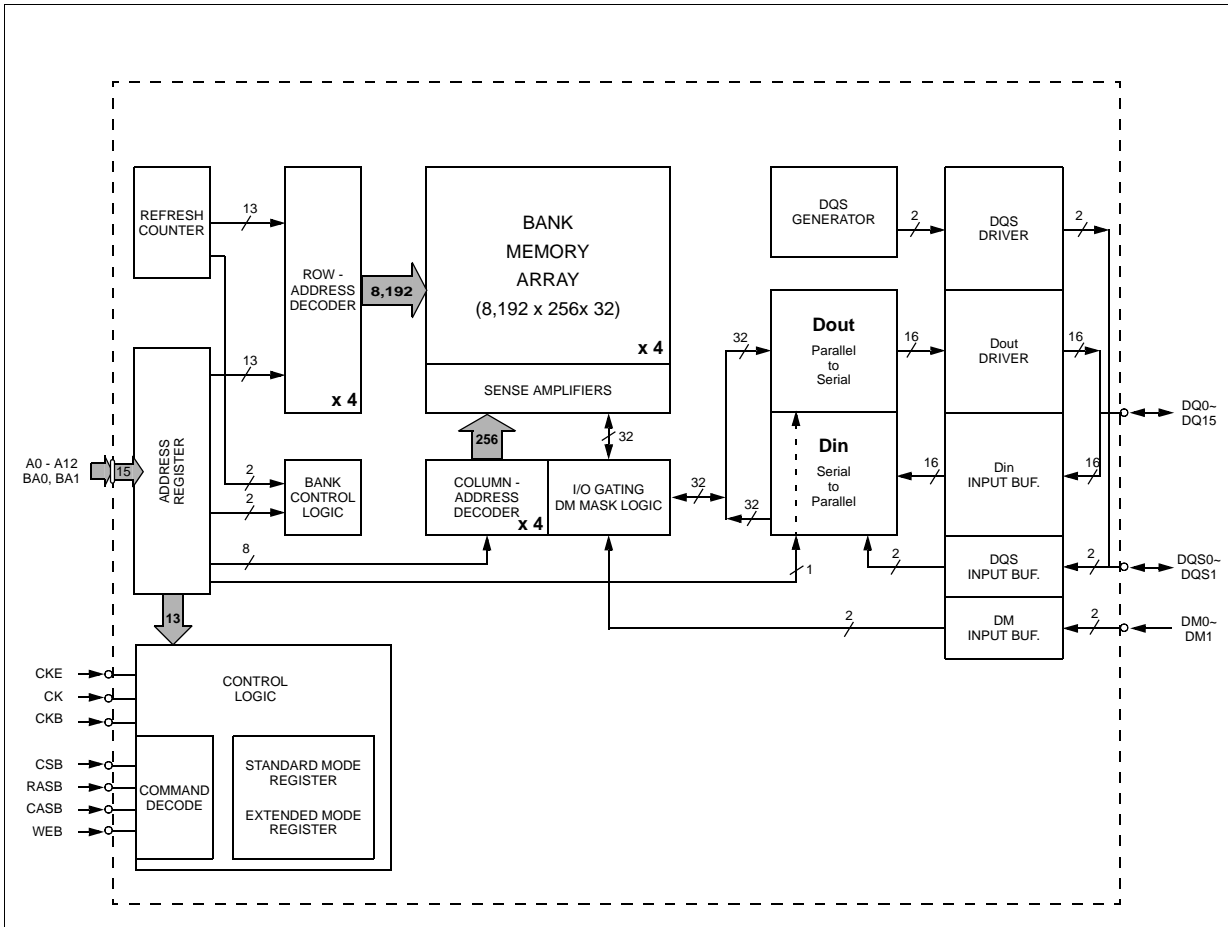 REFRESH
COUNTER
13
ROW -
ADDRESS
DECODER
x 4
8,192
BANK
MEMORY
ARRAY
(8,192 x 256x 32)
x 4
SENSE AMPLIFIERS
DQS
GENERATOR
2
DQS
DRIVER
2
32
Dout
Parallel
to
Serial
16
Dout
DRIVER
16
13
A0 - A12
BA0, BA1
15
ADDRESS
REGISTER
2
2
BANK
CONTROL
LOGIC
256
32
COLUMN -
ADDRESS
DECODER
x 4
I/O GATING
DM MASK LOGIC
32
32
Din
Serial
to
Parallel
16
Din
INPUT BUF.
16
DQ0~
DQ15
8
1
2
DQS
INPUT BUF.
2
DQS0~
DQS1
2
DM
INPUT BUF.
2
DM0~
DM1
13
CKE
CK
CKB
CSB
RASB
CASB
WEB
CONTROL
LOGIC
COMMAND
DECODE
STANDARD MODE
REGISTER
EXTENDED MODE
REGISTER